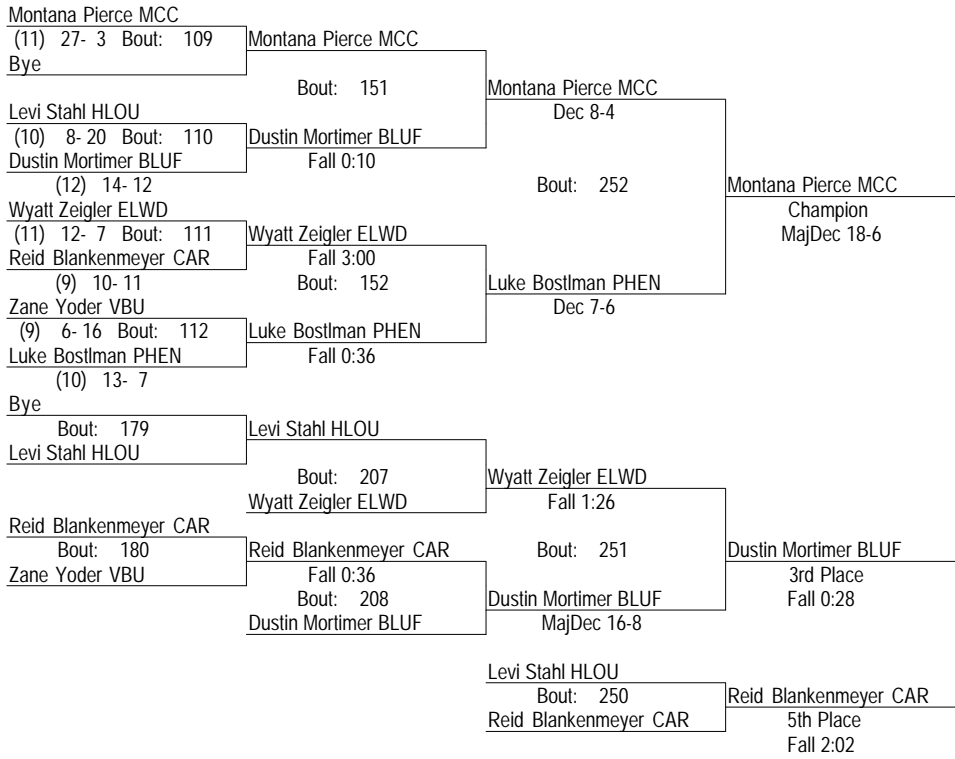 Montana Pierce MCC
(11) 27- 3 Bout: 109
Montana Pierce MCC
Bye
Bout: 151
Montana Pierce MCC
Levi Stahl HLOU
Dec 8-4
(10) 8- 20 Bout: 110
Dustin Mortimer BLUF
Dustin Mortimer BLUF
Fall 0:10
(12) 14- 12
Bout: 252
Montana Pierce MCC
Wyatt Zeigler ELWD
Champion
(11) 12- 7 Bout: 111
Wyatt Zeigler ELWD
MajDec 18-6
Reid Blankenmeyer CAR
Fall 3:00
(9) 10- 11
Bout: 152
Luke Bostlman PHEN
Zane Yoder VBU
Dec 7-6
(9) 6- 16 Bout: 112
Luke Bostlman PHEN
Luke Bostlman PHEN
Fall 0:36
(10) 13- 7
Bye
Bout: 179
Levi Stahl HLOU
Levi Stahl HLOU
Bout: 207
Wyatt Zeigler ELWD
Wyatt Zeigler ELWD
Fall 1:26
Reid Blankenmeyer CAR
Bout: 180
Reid Blankenmeyer CAR
Bout: 251
Dustin Mortimer BLUF
Zane Yoder VBU
Fall 0:36
3rd Place
Bout: 208
Dustin Mortimer BLUF
Fall 0:28
Dustin Mortimer BLUF
MajDec 16-8
Levi Stahl HLOU
Bout: 250
Reid Blankenmeyer CAR
Reid Blankenmeyer CAR
5th Place
Fall 2:02